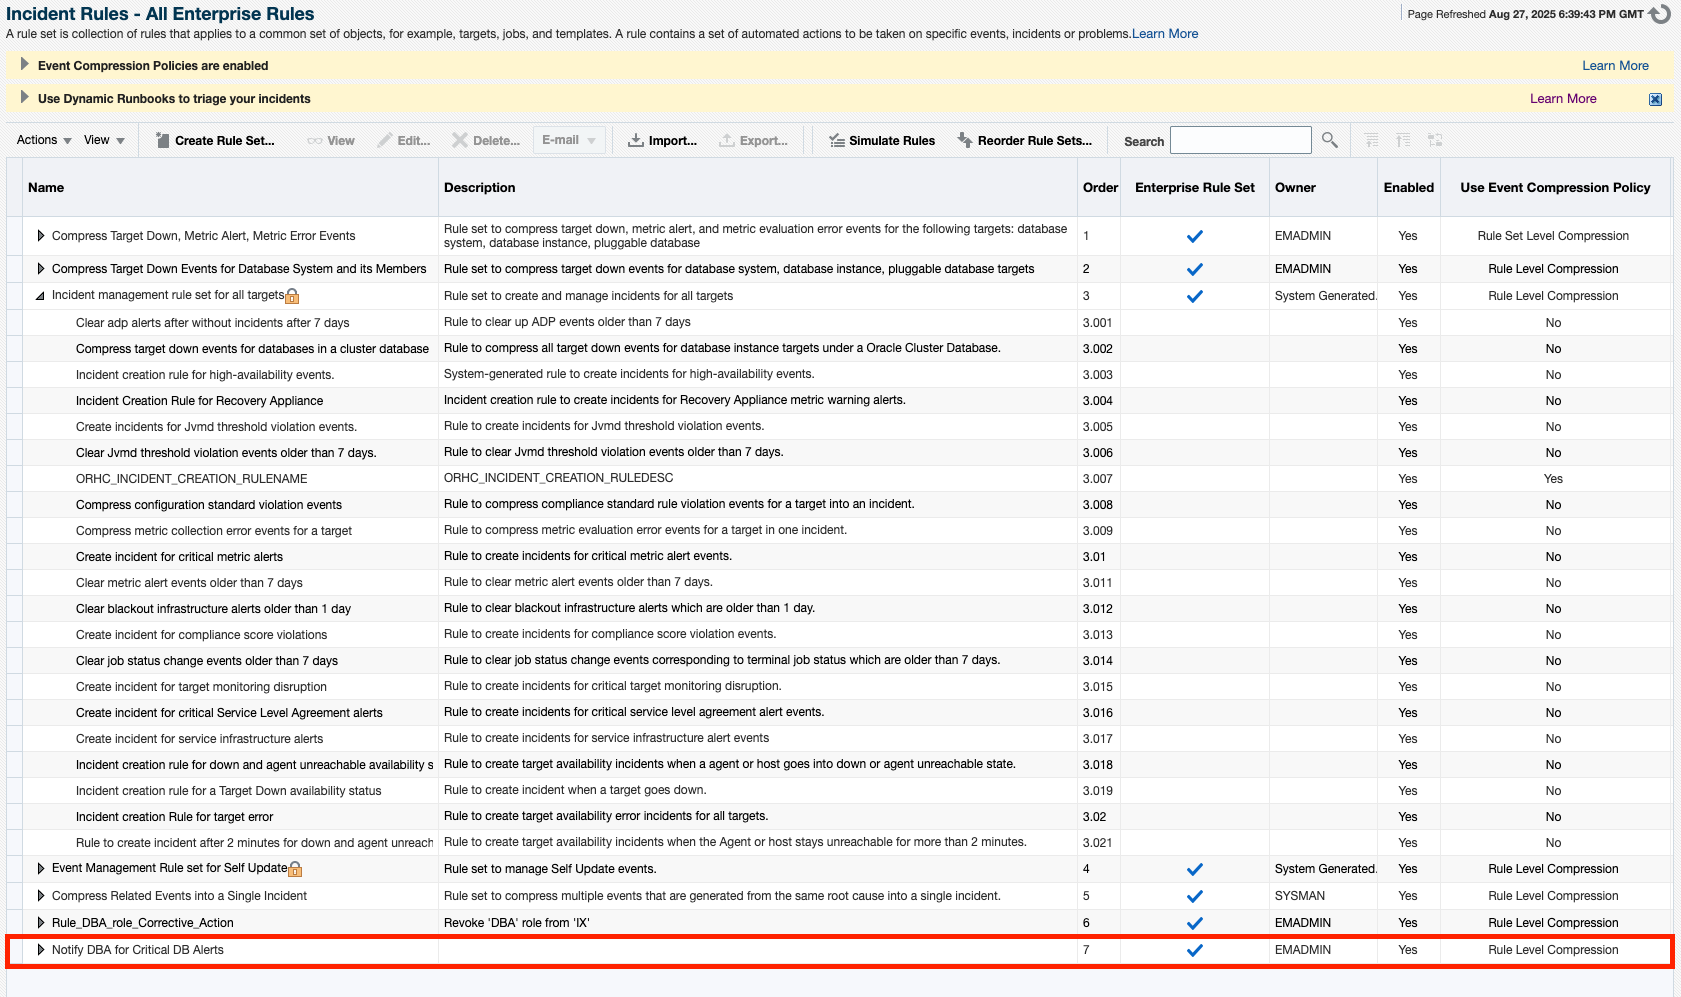 Incident Rules - All Enterprise Rules
Page Refreshed Aug 27, 2025 6:39:43 PM GMT
A rule set is collection of rules that applies to a common set of objects, for example, targets, jobs, and templates. A rule contains a set of automated actions to be taken on specific events, incidents or problems.Learn More
Event Compression Policies are enabled Learn More
Use Dynamic Runbooks to triage your incidents Learn More
Actions View Create Rule Set... View Edit... Delete... E-mail Import... Export... Simulate Rules Reorder Rule Sets... Search
Name Description Order Enterprise Rule Set Owner Enabled Use Event Compression Policy
Compress Target Down, Metric Alert, Metric Error Events Rule set to compress target down, metric alert, and metric evaluation error events for the following targets: database 1 EMADMIN Yes Rule Set Level Compression
system, database instance, pluggable database
Compress Target Down Events for Database System and its Members Rule set to compress target down events for database system, database instance, pluggable database targets 2 EMADMIN Yes Rule Level Compression
Incident management rule set for all targets Rule set to create and manage incidents for all targets 3 System Generated. Yes Rule Level Compression
Clear adp alerts after without incidents after 7 days Rule to clear up ADP events older than 7 days 3.001 Yes No
Compress target down events for databases in a cluster database Rule to compress all target down events for database instance targets under a Oracle Cluster Database. 3.002 Yes No
Incident creation rule for high-availability events. System-generated rule to create incidents for high-availability events. 3.003 Yes No
Incident Creation Rule for Recovery Appliance Incident creation rule to create incidents for Recovery Appliance metric warning alerts. 3.004 Yes No
Create incidents for Jvmd threshold violation events. Rule to create incidents for Jvmd threshold violation events. 3.005 Yes No
Clear Jvmd threshold violation events older than 7 days. Rule to clear Jvmd threshold violation events older than 7 days. 3.006 Yes No
ORHC_INCIDENT_CREATION_RULENAME ORHC_INCIDENT_CREATION_RULEDESC 3.007 Yes Yes
Compress configuration standard violation events Rule to compress compliance standard rule violation events for a target into an incident. 3.008 Yes No
Compress metric collection error events for a target Rule to compress metric evaluation error events for a target in one incident. 3.009 Yes No
Create incident for critical metric alerts Rule to create incidents for critical metric alert events. 3.01 Yes No
Clear metric alert events older than 7 days Rule to clear metric alert events older than 7 days. 3.011 Yes No
Clear blackout infrastructure alerts older than 1 day Rule to clear blackout infrastructure alerts which are older than 1 day. 3.012 Yes No
Create incident for compliance score violations Rule to create incidents for compliance score violation events. 3.013 Yes No
Clear job status change events older than 7 days Rule to clear job status change events corresponding to terminal job status which are older than 7 days. 3.014 Yes No
Create incident for target monitoring disruption Rule to create incidents for critical target monitoring disruption. 3.015 Yes No
Create incident for critical Service Level Agreement alerts Rule to create incidents for critical service level agreement alert events. 3.016 Yes No
Create incident for service infrastructure alerts Rule to create incidents for service infrastructure alert events 3.017 Yes No
Incident creation rule for down and agent unreachable availability s Rule to create target availability incidents when a agent or host goes into down or agent unreachable state. 3.018 Yes No
Incident creation rule for a Target Down availability status Rule to create incident when a target goes down. 3.019 Yes No
Incident creation Rule for target error Rule to create target availability error incidents for all targets. 3.02 Yes No
Rule to create incident after 2 minutes for down and agent unreach Rule to create target availability incidents when the Agent or host stays unreachable for more than 2 minutes. 3.021 Yes No
Event Management Rule set for Self Update Rule set to manage Self Update events. 4 System Generated. Yes Rule Level Compression
Compress Related Events into a Single Incident Rule set to compress multiple events that are generated from the same root cause into a single incident. 5 SYSMAN Yes Rule Level Compression
Rule_DBA_role_Corrective_Action Revoke 'DBA' role from 'IX' 6 EMADMIN Yes Rule Level Compression
Notify DBA for Critical DB Alerts 7 EMADMIN Yes Rule Level Compression